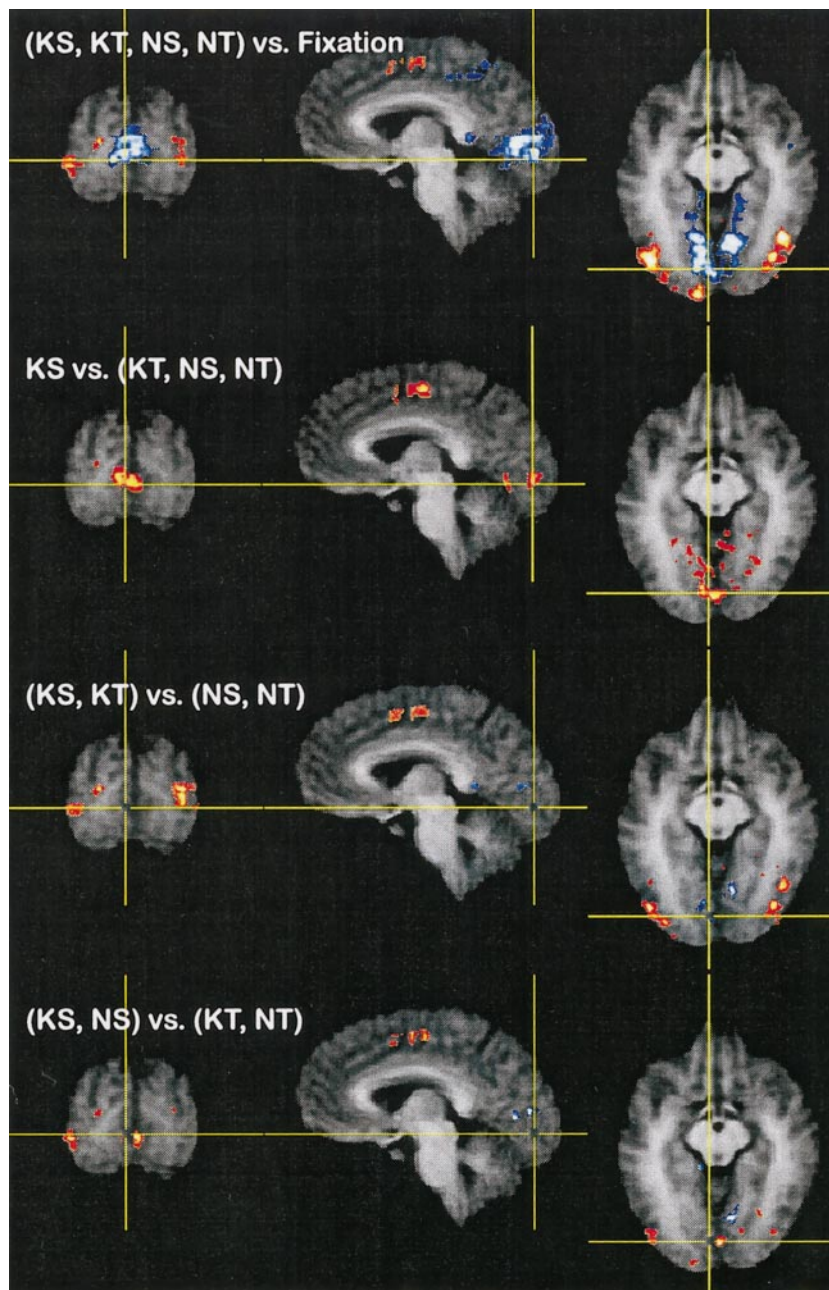 (KS, KT, NS, NT) vs. Fixation
KS vs. (KT, NS, NT)
(KS, KT) vs. (NS, NT)
(KS, NS) vs. (KT, NT)